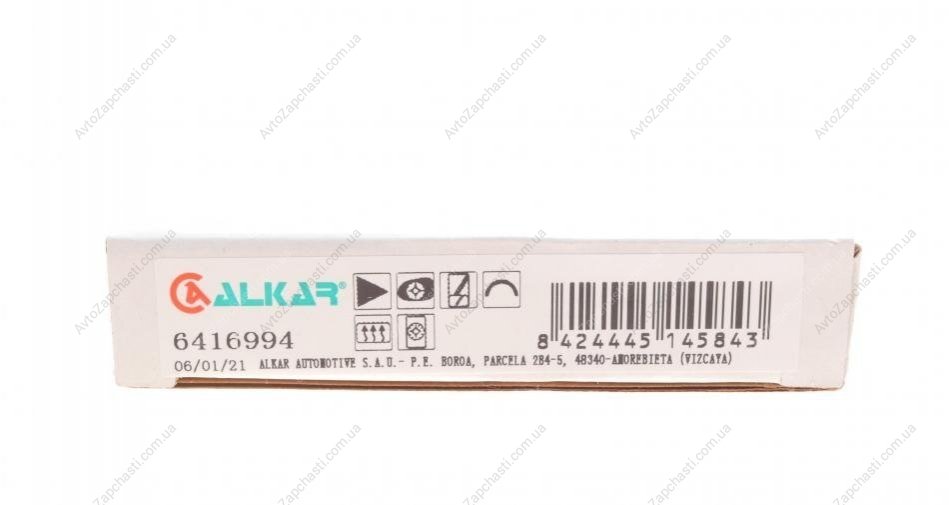 ALKAR®
6416994
06/01/21 ALKAR AUTOMOTIVE S.A.U.- P.E. BOROA, PARCELA 2B4-5, 48340-AMOREBIETA (VIZCAYA)
8 424445 145843
AvtoZapchasti.com.ua